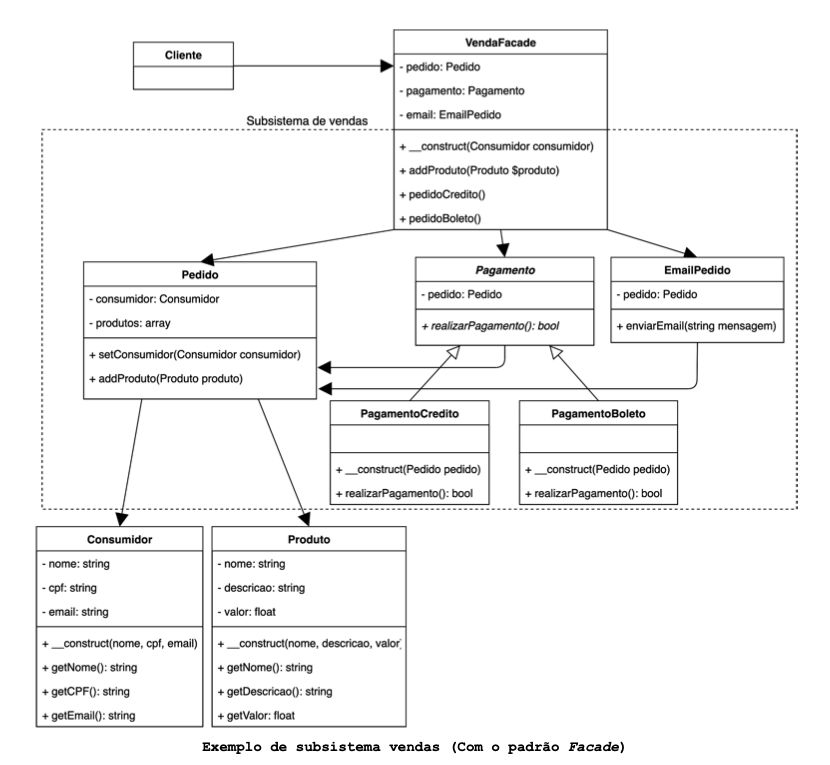 Cliente
VendaFacade
- pedido: Pedido
- pagamento: Pagamento
- email: EmailPedido
+ __construct(Consumidor consumidor)
+ addProduto(Produto $produto)
+ pedidoCredito()
+ pedidoBoleto()
Subsistema de vendas
Pedido
- consumidor: Consumidor
- produtos: array
+ setConsumidor(Consumidor consumidor)
+ addProduto(Produto produto)
Pagamento
- pedido: Pedido
+ realizarPagamento(): bool
EmailPedido
- pedido: Pedido
+ enviarEmail(string mensagem)
PagamentoCredito
+ __construct(Pedido pedido)
+ realizarPagamento(): bool
PagamentoBoleto
+ __construct(Pedido pedido)
+ realizarPagamento(): bool
Consumidor
- nome: string
- cpf: string
- email: string
+ __construct(nome, cpf, email)
+ getNome(): string
+ getCPF(): string
+ getEmail(): string
Produto
- nome: string
- descricao: string
- valor: float
+ __construct(nome, descricao, valor)
+ getNome(): string
+ getDescricao(): string
+ getValor: float
Exemplo de subsistema vendas (Com o padrão Facade)